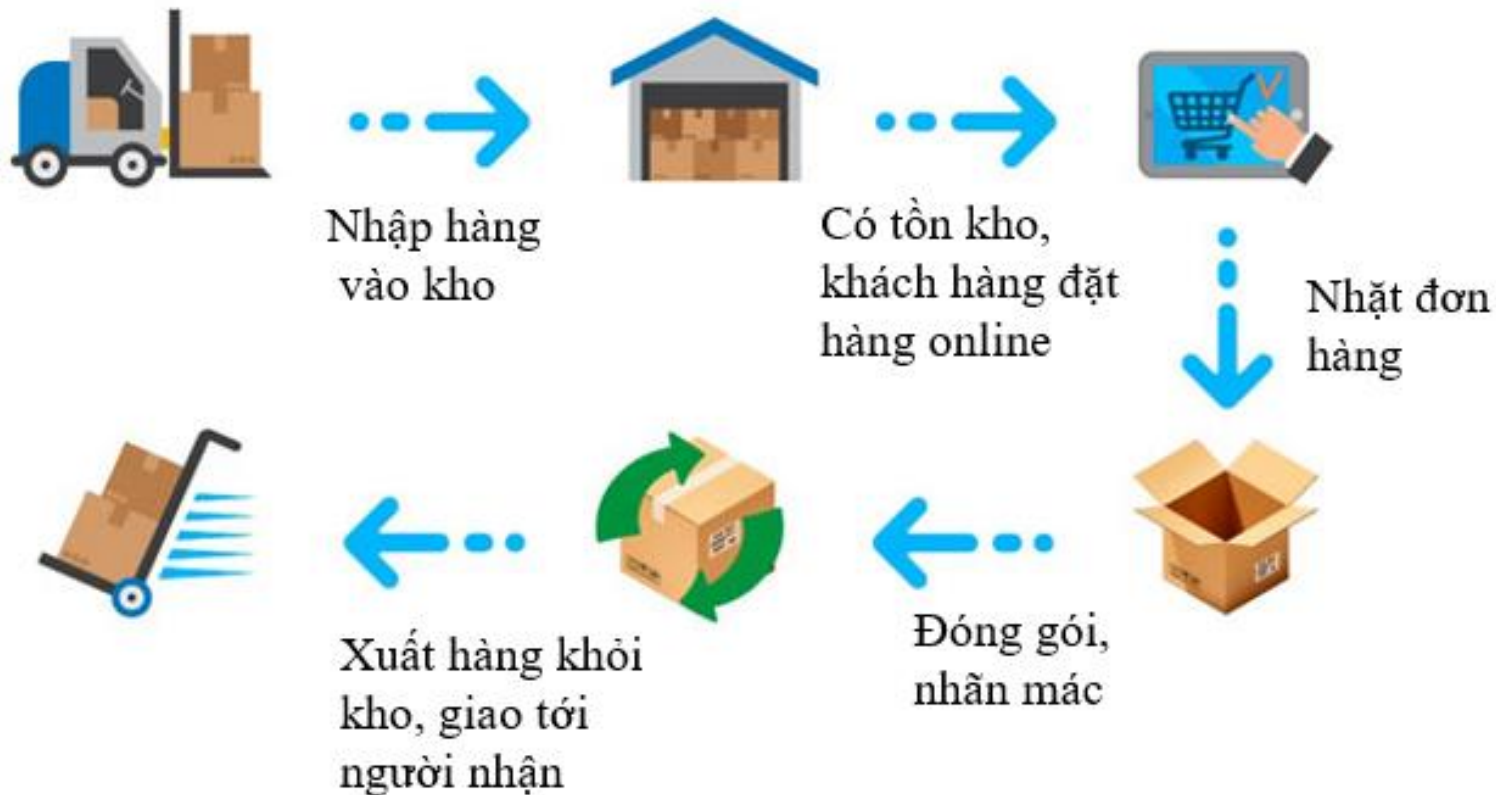 Nhập hàng
vào kho
Có tồn kho,
khách hàng đặt
hàng online
Nhặt đơn
hàng
Đóng gói,
nhãn mác
Xuất hàng khỏi
kho, giao tới
người nhận